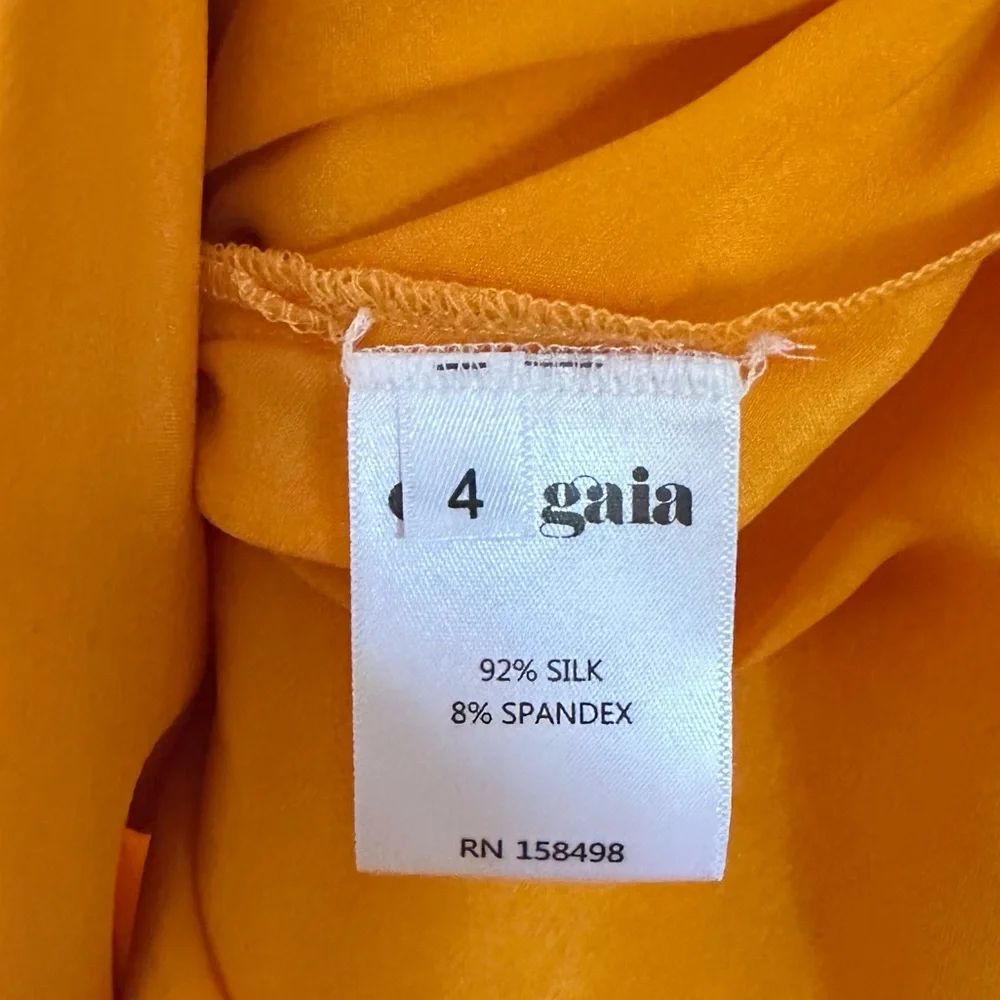 4 gaia
92% SILK
8% SPANDEX
RN 158498